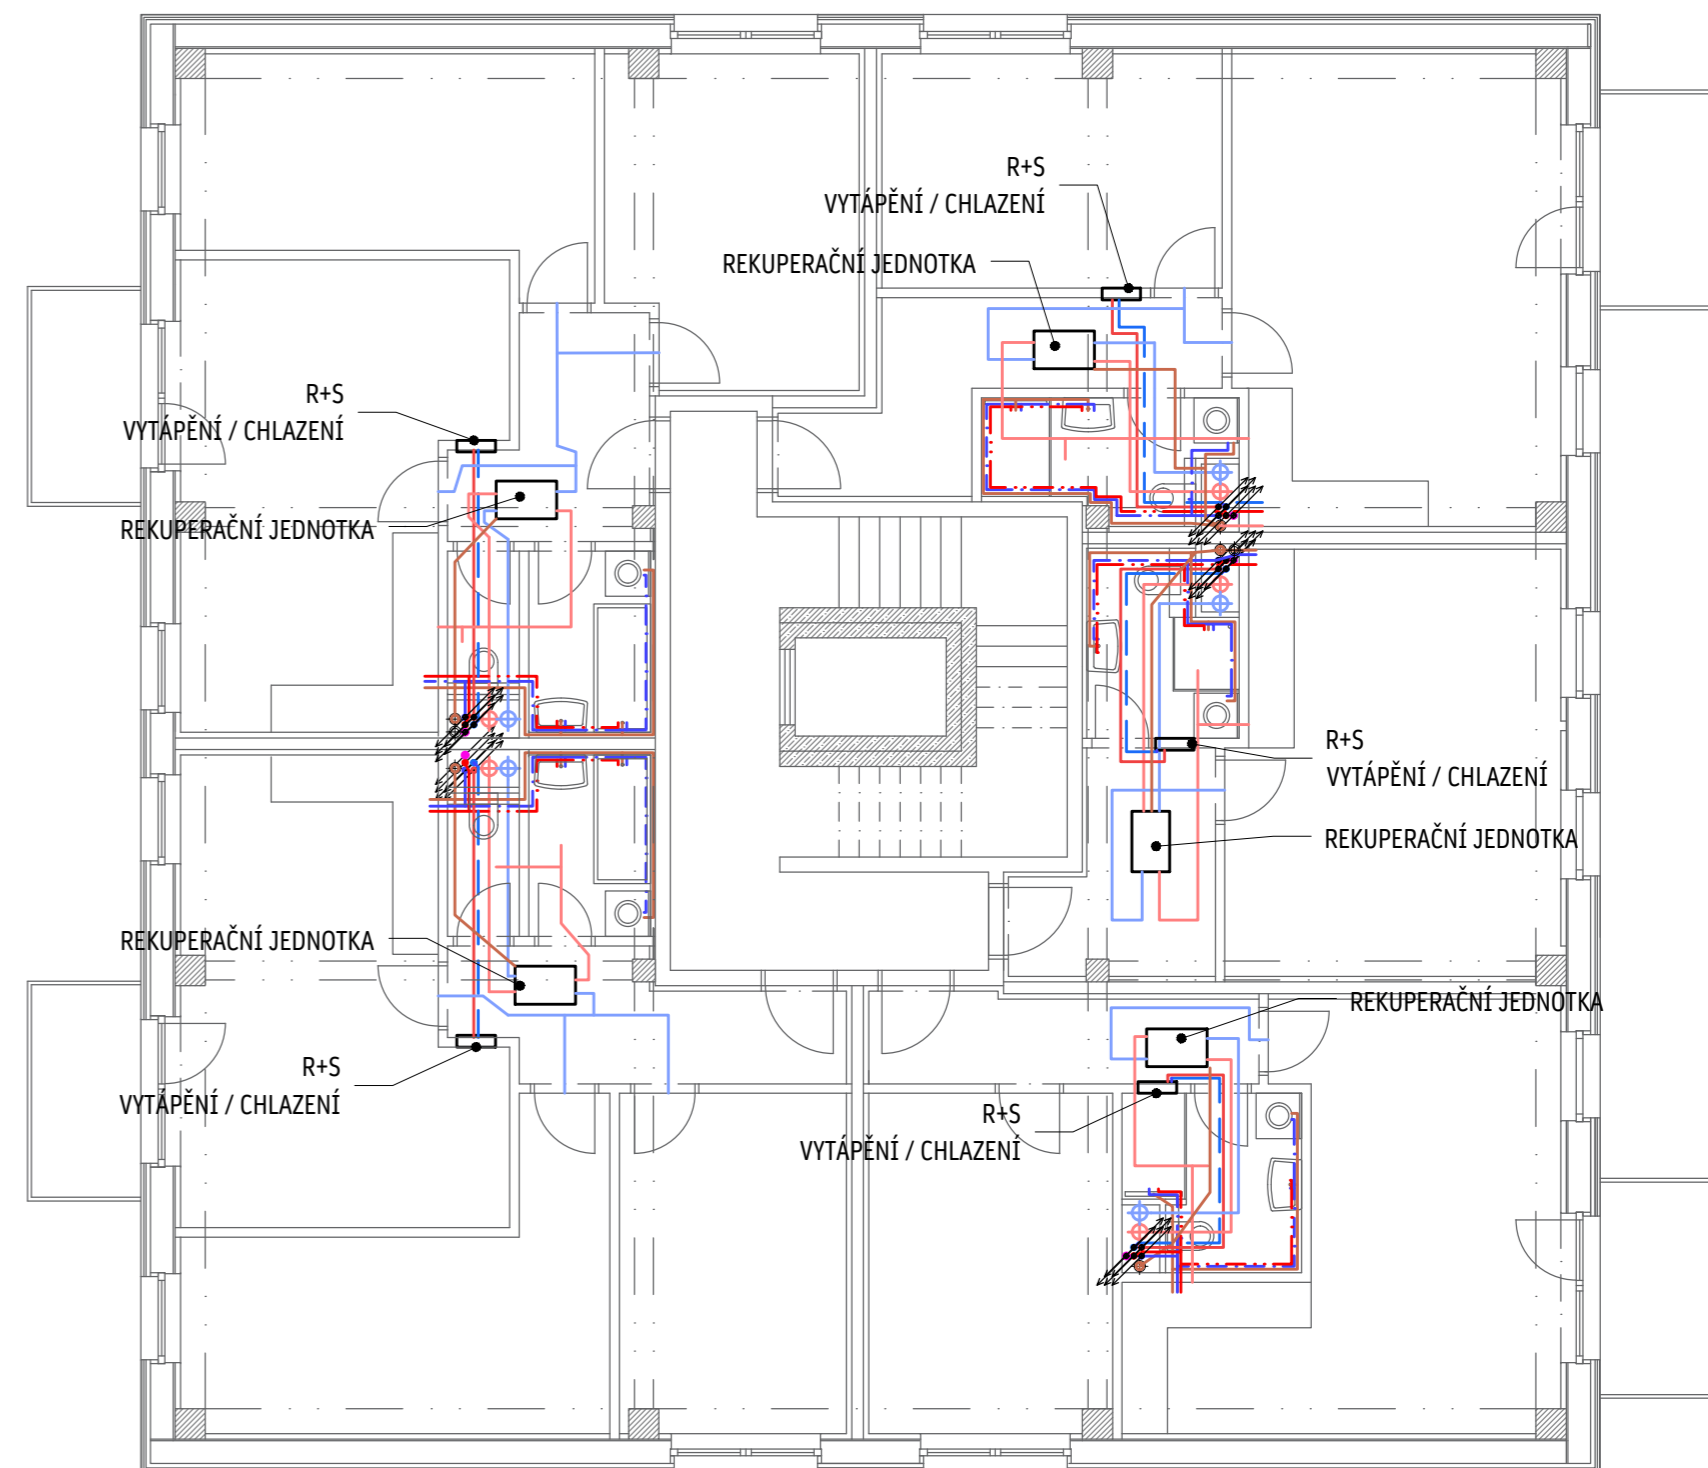 R+S
VYTÁPĚNÍ / CHLAZENÍ
REKUPERAČNÍ JEDNOTKA
R+S
VYTÁPĚNÍ / CHLAZENÍ
REKUPERAČNÍ JEDNOTKA
R+S
VYTÁPĚNÍ / CHLAZENÍ
REKUPERAČNÍ JEDNOTKA
REKUPERAČNÍ JEDNOTKA
R+S
VYTÁPĚNÍ / CHLAZENÍ
REKUPERAČNÍ JEDNOTKA
R+S
VYTÁPĚNÍ / CHLAZENÍ